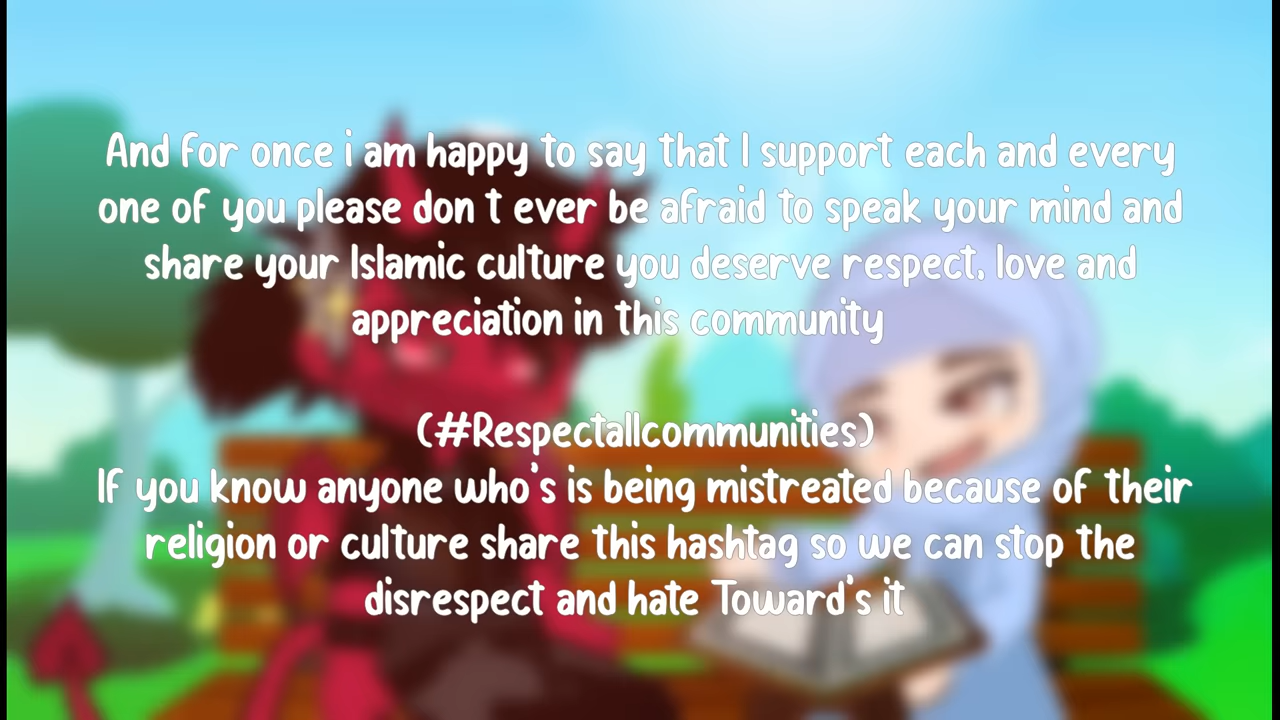 And for once i am happy to say that I support each and every
one of you please don t ever be afraid to speak your mind and
share your Islamic culture you deserve respect, love and
appreciation in this community
(#Respectallcommunities)
If you know anyone who's is being mistreated because of their
religion or culture share this hashtag so we can stop the
disrespect and hate Toward's it